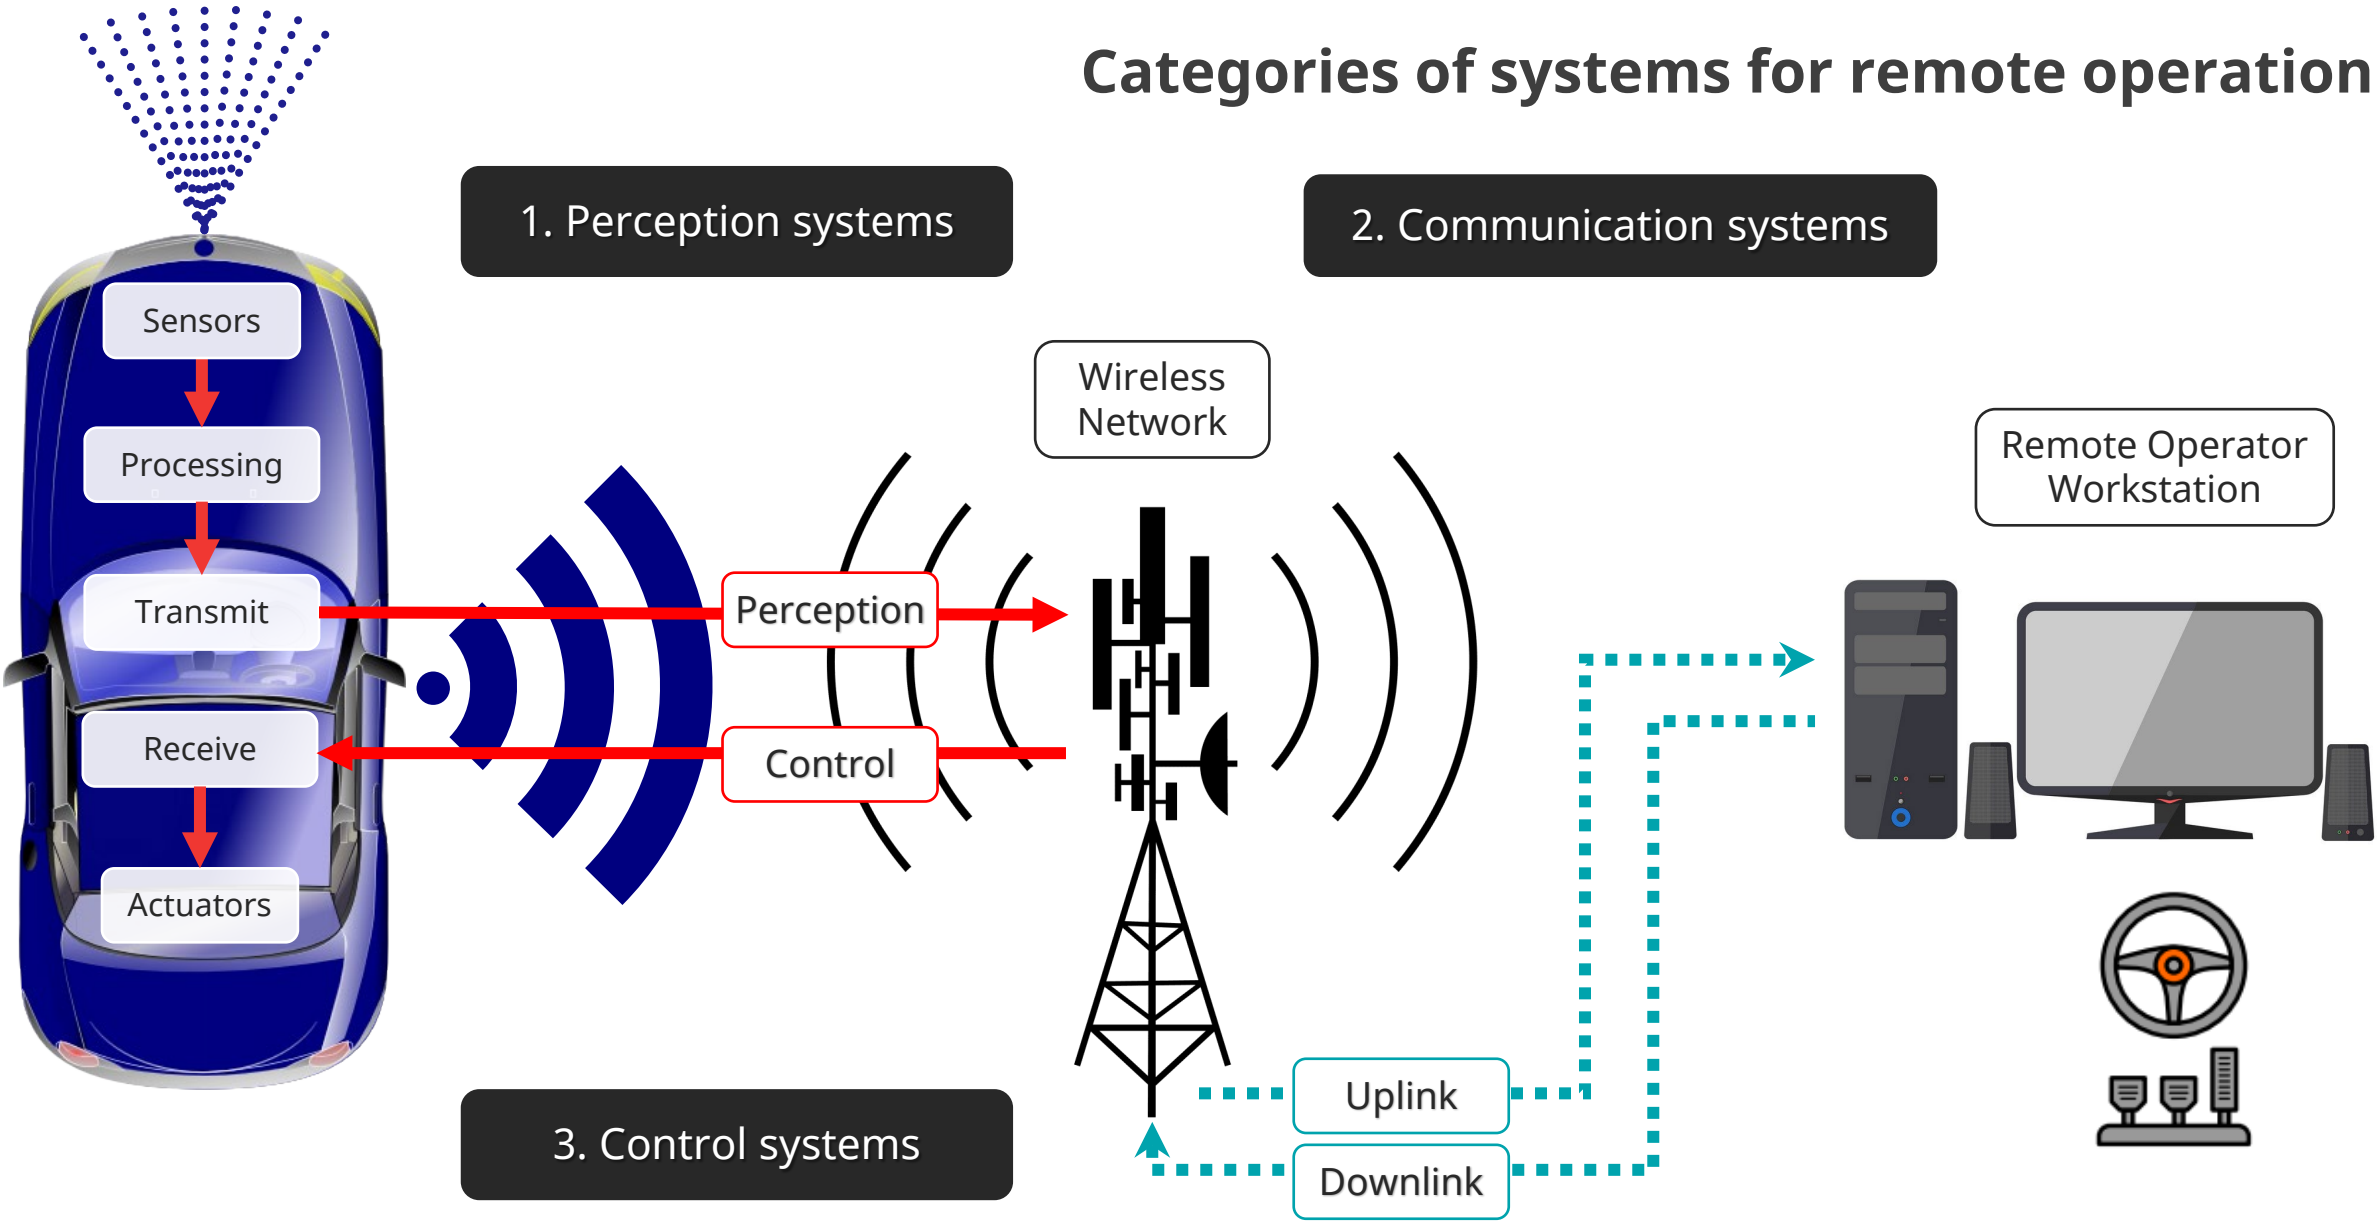 Categories of systems for remote operation
1. Perception systems
2. Communication systems
Sensors
Processing
Transmit
Receive
Actuators
Perception
Control
Wireless
Network
Remote Operator
Workstation
Uplink
Downlink
3. Control systems